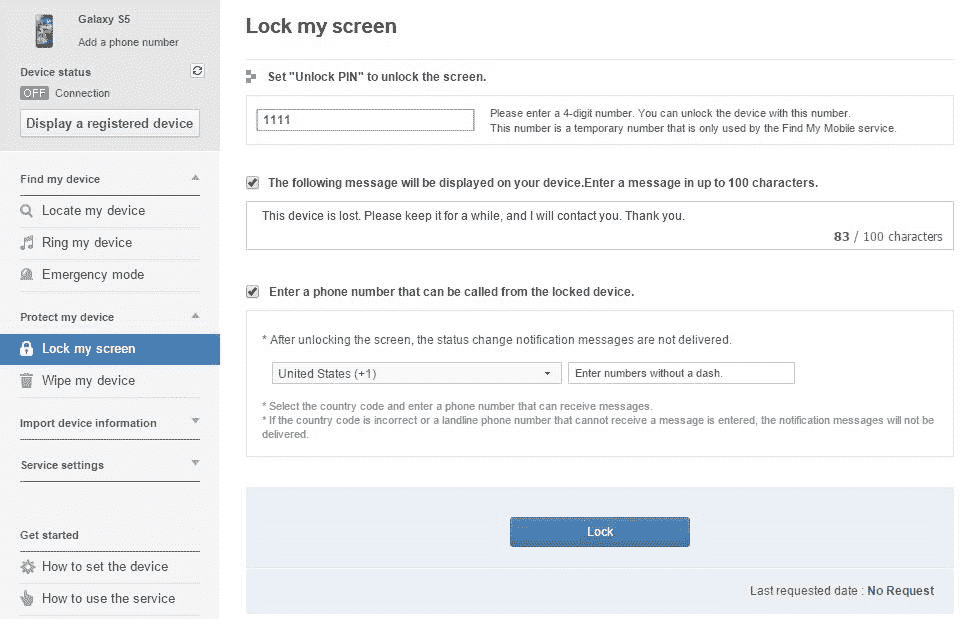 Galaxy S5
Add a phone number
Device status
OFF Connection
Display a registered device
Find my device
Locate my device
Ring my device
Emergency mode
Protect my device
Lock my screen
Wipe my device
Import device information
Service settings
Get started
How to set the device
How to use the service
Lock my screen
Set "Unlock PIN" to unlock the screen.
1111
Please enter a 4-digit number. You can unlock the device with this number.
This number is a temporary number that is only used by the Find My Mobile service.
The following message will be displayed on your device.Enter a message in up to 100 characters.
This device is lost. Please keep it for a while, and I will contact you. Thank you.
83 / 100 characters
Enter a phone number that can be called from the locked device.
* After unlocking the screen, the status change notification messages are not delivered.
United States (+1)
Enter numbers without a dash.
* Select the country code and enter a phone number that can receive messages.
* If the country code is incorrect or a landline phone number that cannot receive a message is entered, the notification messages will not be
delivered.
Lock
Last requested date : No Request